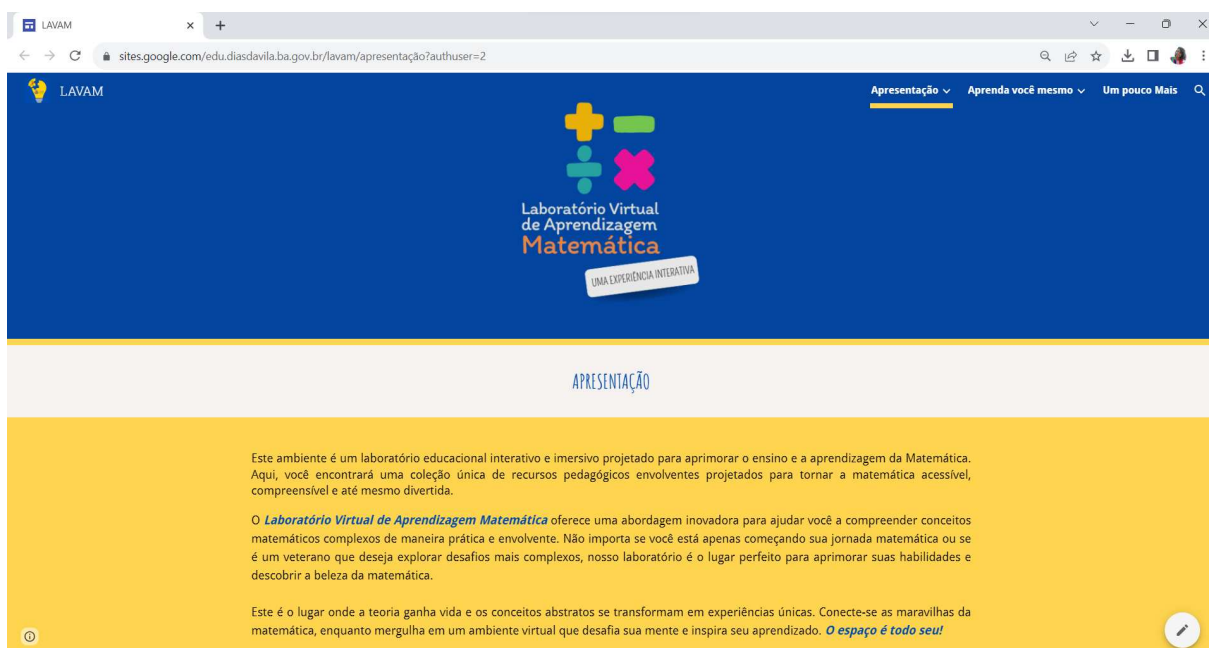 LAVAM
sites.google.com/edu.diasdavila.ba.gov.br/lavam/apresentação?authuser=2
LAVAM
Apresentação
Aprenda você mesmo
Um pouco Mais
Laboratório Virtual
de Aprendizagem
Matemática
UMA EXPERIÊNCIA INTERATIVA
APRESENTAÇÃO
Este ambiente é um laboratório educacional interativo e imersivo projetado para aprimorar o ensino e a aprendizagem da Matemática.
Aqui, você encontrará uma coleção única de recursos pedagógicos envolventes projetados para tornar a matemática acessível,
compreensível e até mesmo divertida.
O Laboratório Virtual de Aprendizagem Matemática oferece uma abordagem inovadora para ajudar você a compreender conceitos
matemáticos complexos de maneira prática e envolvente. Não importa se você está apenas começando sua jornada matemática ou se
é um veterano que deseja explorar desafios mais complexos, nosso laboratório é o lugar perfeito para aprimorar suas habilidades e
descobrir a beleza da matemática.
Este é o lugar onde a teoria ganha vida e os conceitos abstratos se transformam em experiências únicas. Conecte-se as maravilhas da
matemática, enquanto mergulha em um ambiente virtual que desafia sua mente e inspira seu aprendizado. O espaço é todo seu!